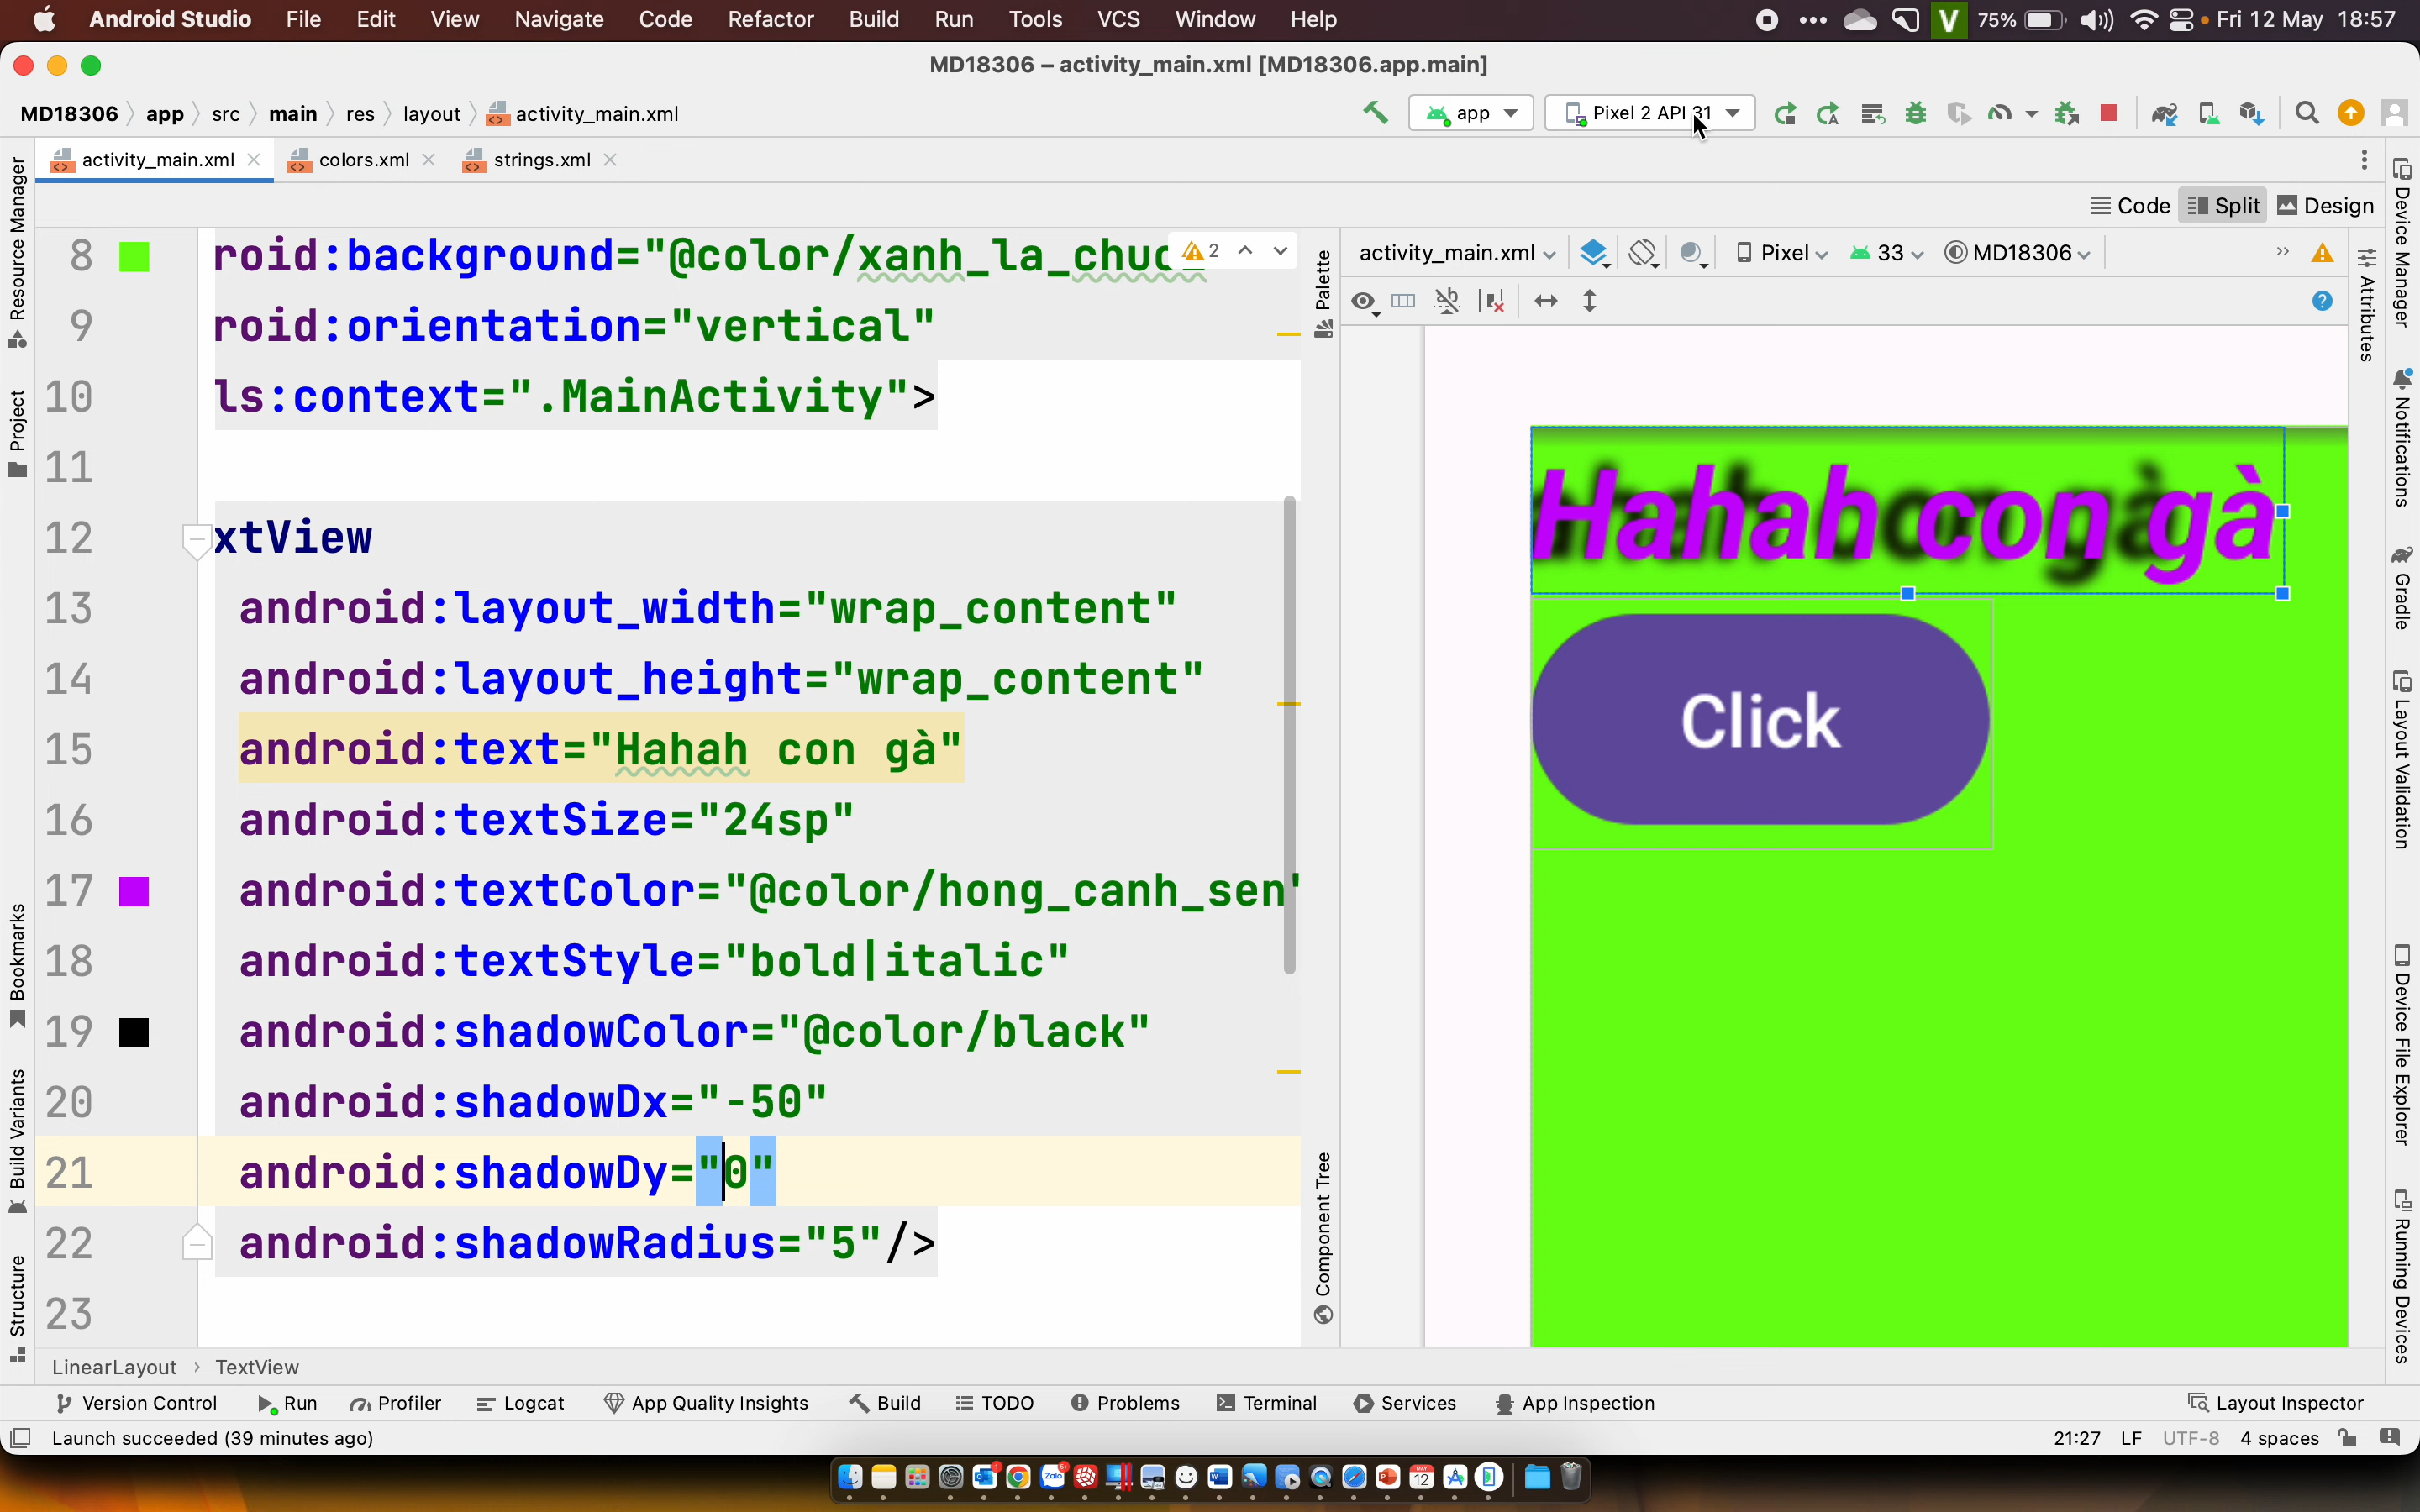 Android Studio File Edit View Navigate Code Refactor Build Run Tools VCS Window Help V 75% Fri 12 May 18:57
MD18306 – activity_main.xml [MD18306.app.main]
MD18306 app src main res layout activity_main.xml app Pixel 2 API 31
activity_main.xml colors.xml strings.xml
Code Split Design
Resource Manager
Project
Bookmarks
Build Variants
Structure
8 roid:background="@color/xanh_la_chuo
2
9 roid:orientation="vertical"
10 ls:context=".MainActivity">
11
12 xtView
13 android:layout_width="wrap_content"
14 android:layout_height="wrap_content"
15 android:text="Hahah con gà"
16 android:textSize="24sp"
17 android:textColor="@color/hong_canh_sen"
18 android:textStyle="bold|italic"
19 android:shadowColor="@color/black"
20 android:shadowDx="-50"
21 android:shadowDy="0"
22 android:shadowRadius="5"/>
23
Palette
Component Tree
activity_main.xml Pixel 33 MD18306
Hahah con gà
Click
Attributes
Device Manager
Notifications
Gradle
Layout Validation
Device File Explorer
Running Devices
LinearLayout › TextView
Version Control Run Profiler Logcat App Quality Insights Build TODO Problems Terminal Services App Inspection Layout Inspector
Launch succeeded (39 minutes ago) 21:27 LF UTF-8 4 spaces